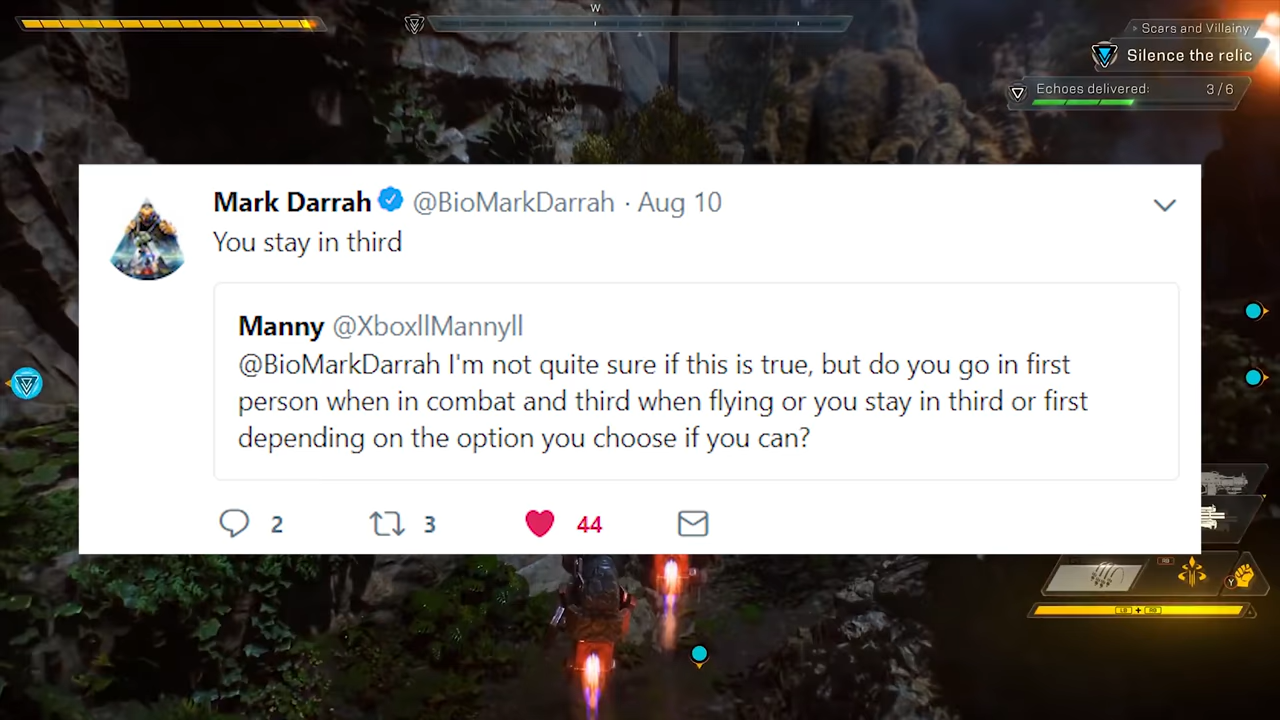 W
> Scars and Villainy
Silence the relic
Echoes delivered: 3/6
Mark Darrah @BioMarkDarrah · Aug 10
You stay in third
Manny @XboxllMannyll
@BioMarkDarrah I'm not quite sure if this is true, but do you go in first
person when in combat and third when flying or you stay in third or first
depending on the option you choose if you can?
2 3 44
RB
Y
LB + RB